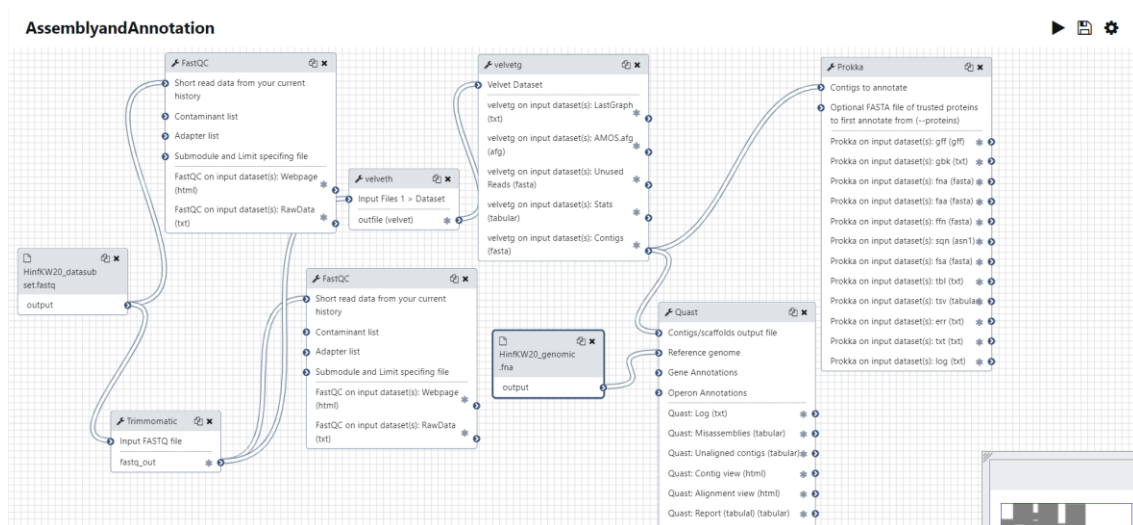 AssemblyandAnnotation
FastQC
Short read data from your current
history
Contaminant list
Adapter list
Submodule and Limit specifing file
FastQC on input dataset(s): Webpage
(html)
FastQC on input dataset(s): RawData
(txt)
velveth
Input Files 1 > Dataset
outfile (velvet)
velvetg
Velvet Dataset
velvetg on input dataset(s): LastGraph
(txt)
velvetg on input dataset(s): AMOS.afg
(afg)
velvetg on input dataset(s): Unused
Reads (fasta)
velvetg on input dataset(s): Stats
(tabular)
velvetg on input dataset(s): Contigs
(fasta)
Prokka
Contigs to annotate
Optional FASTA file of trusted proteins
to first annotate from (--proteins)
Prokka on input dataset(s): gff (gff)
Prokka on input dataset(s): gbk (txt)
Prokka on input dataset(s): fna (fasta)
Prokka on input dataset(s): faa (fasta)
Prokka on input dataset(s): ffn (fasta)
Prokka on input dataset(s): sqn (asn1)
Prokka on input dataset(s): fsa (fasta)
Prokka on input dataset(s): tbl (txt)
Prokka on input dataset(s): tsv (tabula
Prokka on input dataset(s): err (txt)
Prokka on input dataset(s): txt (txt)
Prokka on input dataset(s): log (txt)
HinfKW20_datasub
set.fastq
output
FastQC
Short read data from your current
history
Contaminant list
Adapter list
Submodule and Limit specifing file
FastQC on input dataset(s): Webpage
(html)
FastQC on input dataset(s): RawData
(txt)
HinfKW20_genomic
.fna
output
Quast
Contigs/scaffolds output file
Reference genome
Gene Annotations
Operon Annotations
Quast: Log (txt)
Quast: Misassemblies (tabular)
Quast: Unaligned contigs (tabular)
Quast: Contig view (html)
Quast: Alignment view (html)
Quast: Report (tabulal) (tabular)
Trimmomatic
Input FASTQ file
fastq_out